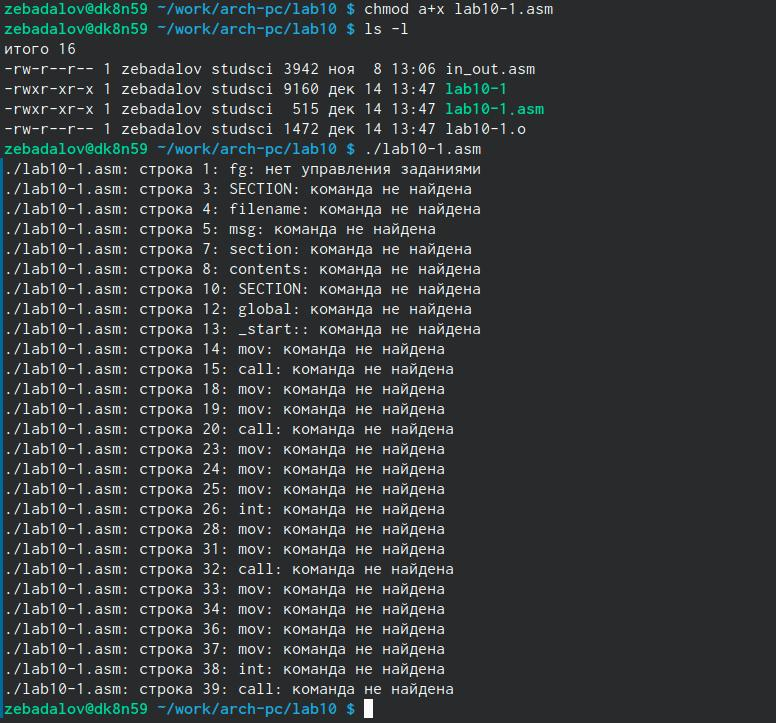 zebadalov@dk8n59 ~/work/arch-pc/lab10 $ chmod a+x lab10-1.asm
zebadalov@dk8n59 ~/work/arch-pc/lab10 $ ls -l
итого 16
-rw-r--r-- 1 zebadalov studsci 3942 ноя  8 13:06 in_out.asm
-rwxr-xr-x 1 zebadalov studsci 9160 дек 14 13:47 lab10-1
-rwxr-xr-x 1 zebadalov studsci  515 дек 14 13:47 lab10-1.asm
-rw-r--r-- 1 zebadalov studsci 1472 дек 14 13:47 lab10-1.o
zebadalov@dk8n59 ~/work/arch-pc/lab10 $ ./lab10-1.asm
./lab10-1.asm: строка 1: fg: нет управления заданиями
./lab10-1.asm: строка 3: SECTION: команда не найдена
./lab10-1.asm: строка 4: filename: команда не найдена
./lab10-1.asm: строка 5: msg: команда не найдена
./lab10-1.asm: строка 7: section: команда не найдена
./lab10-1.asm: строка 8: contents: команда не найдена
./lab10-1.asm: строка 10: SECTION: команда не найдена
./lab10-1.asm: строка 12: global: команда не найдена
./lab10-1.asm: строка 13: _start:: команда не найдена
./lab10-1.asm: строка 14: mov: команда не найдена
./lab10-1.asm: строка 15: call: команда не найдена
./lab10-1.asm: строка 18: mov: команда не найдена
./lab10-1.asm: строка 19: mov: команда не найдена
./lab10-1.asm: строка 20: call: команда не найдена
./lab10-1.asm: строка 23: mov: команда не найдена
./lab10-1.asm: строка 24: mov: команда не найдена
./lab10-1.asm: строка 25: mov: команда не найдена
./lab10-1.asm: строка 26: int: команда не найдена
./lab10-1.asm: строка 28: mov: команда не найдена
./lab10-1.asm: строка 31: mov: команда не найдена
./lab10-1.asm: строка 32: call: команда не найдена
./lab10-1.asm: строка 33: mov: команда не найдена
./lab10-1.asm: строка 34: mov: команда не найдена
./lab10-1.asm: строка 36: mov: команда не найдена
./lab10-1.asm: строка 37: mov: команда не найдена
./lab10-1.asm: строка 38: int: команда не найдена
./lab10-1.asm: строка 39: call: команда не найдена
zebadalov@dk8n59 ~/work/arch-pc/lab10 $